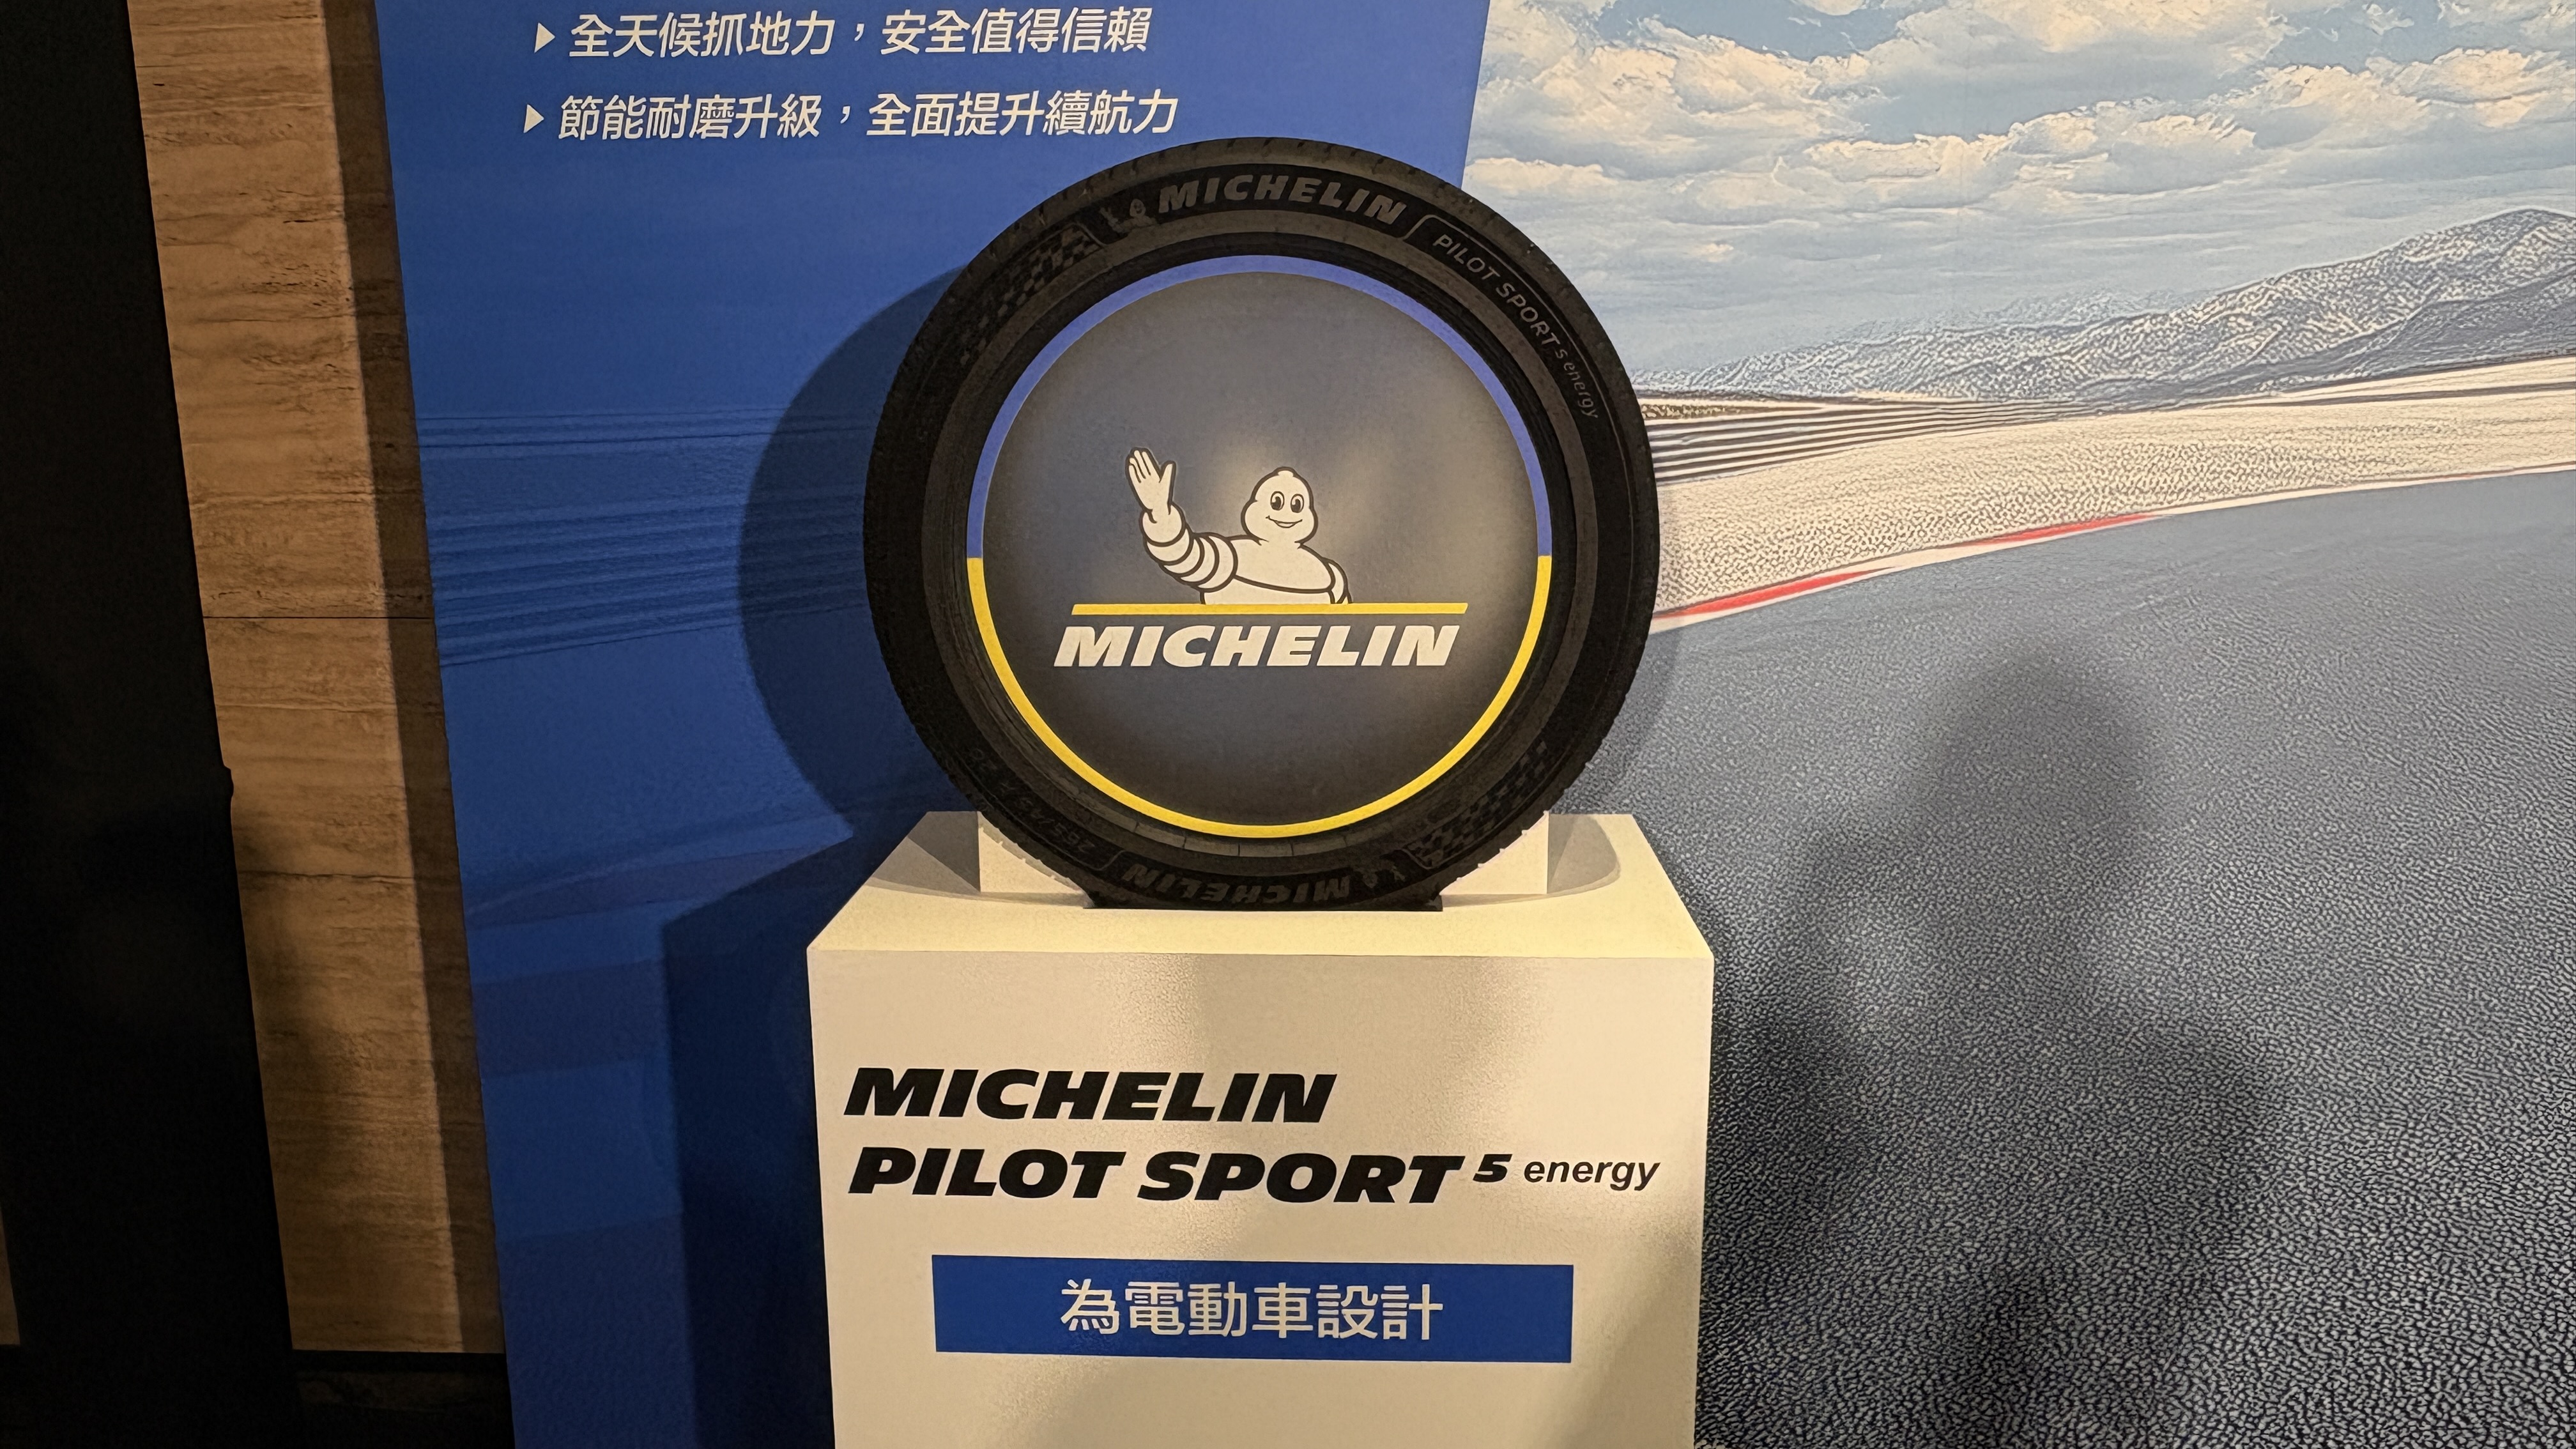 ▶ 全天候抓地力，安全值得信賴
▶ 節能耐磨升級，全面提升續航力
MICHELIN
PILOT SPORT 5 energy
MICHELIN
MICHELIN
MICHELIN
PILOT SPORT 5 energy
為電動車設計